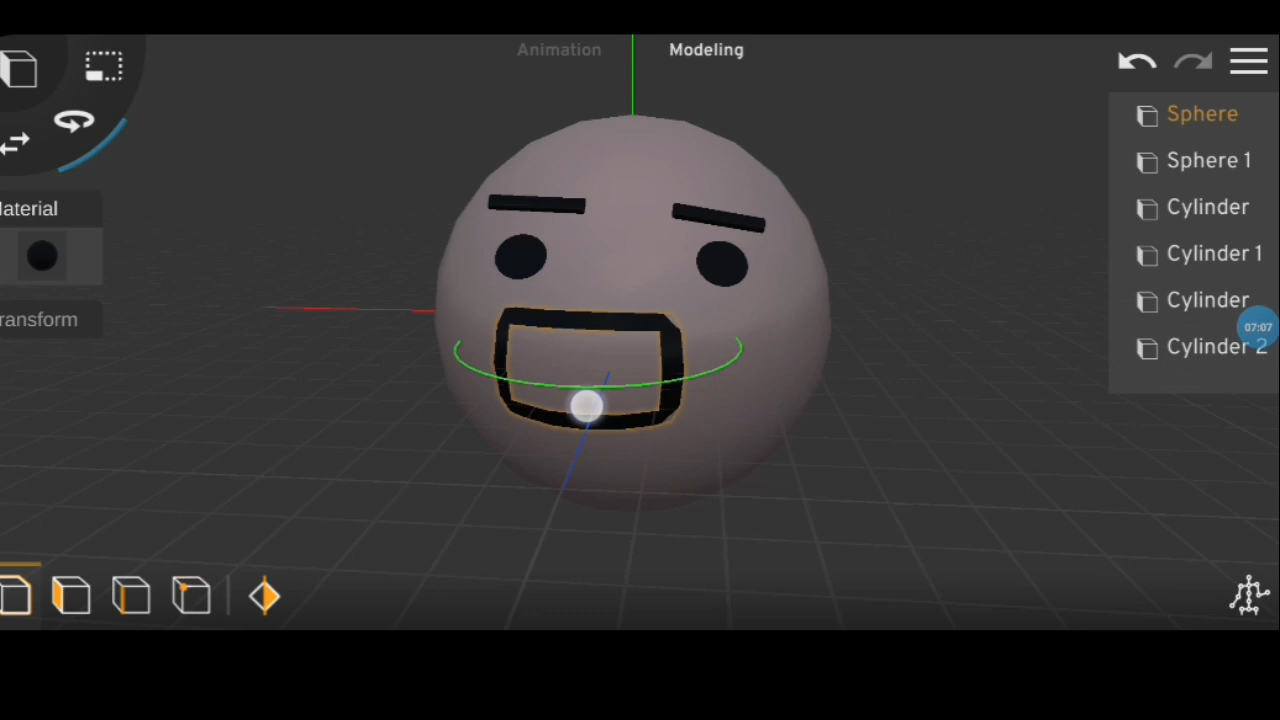 Animation
Modeling
Sphere
Sphere 1
Cylinder
Cylinder 1
Cylinder
Cylinder 2
07:07
laterial
ransform